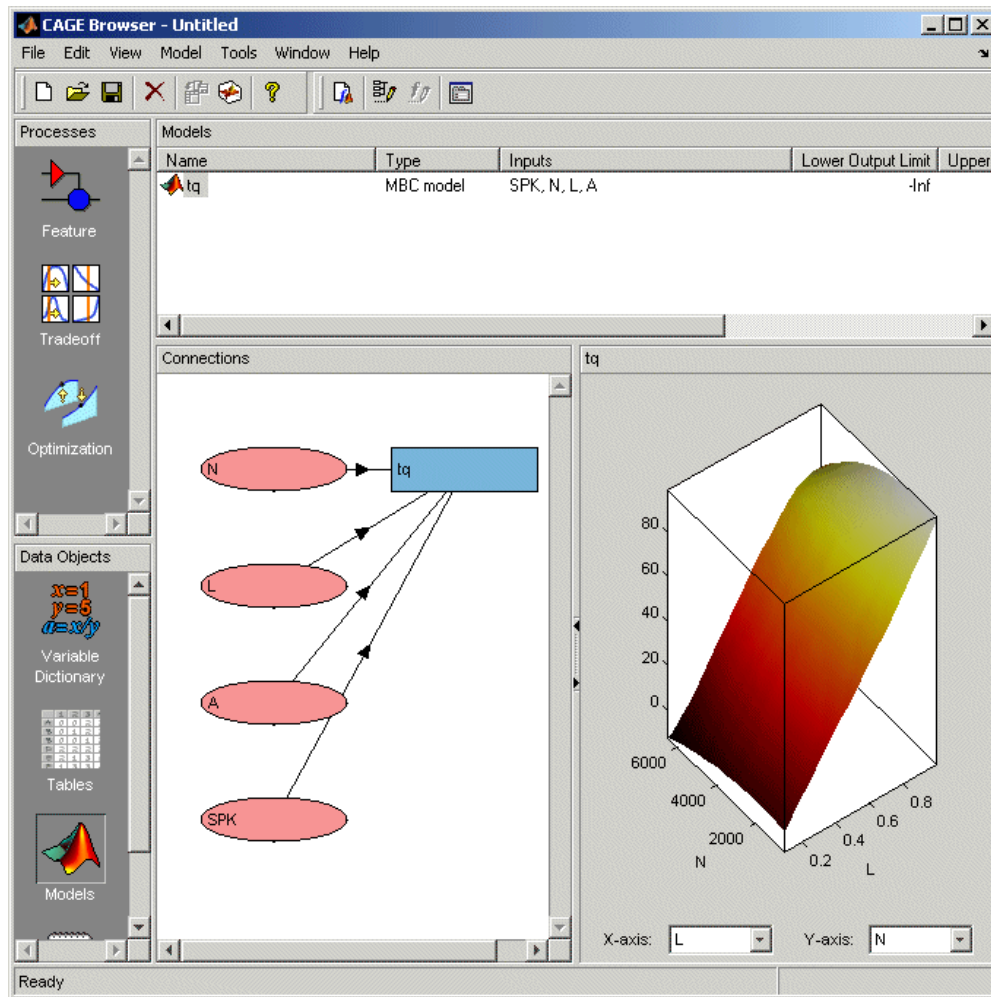 CAGE Browser - Untitled
File Edit View Model Tools Window Help
Processes
Feature
Tradeoff
Optimization
Data Objects
x=1
y=5
a=x/y
Variable
Dictionary
Tables
Models
Models
Name Type Inputs Lower Output Limit Upper
tq MBC model SPK, N, L, A -Inf
Connections
N
tq
L
A
SPK
tq
80
60
40
20
0
6000
4000
2000
N
0.2
0.4
0.6
0.8
L
X-axis: L Y-axis: N
Ready